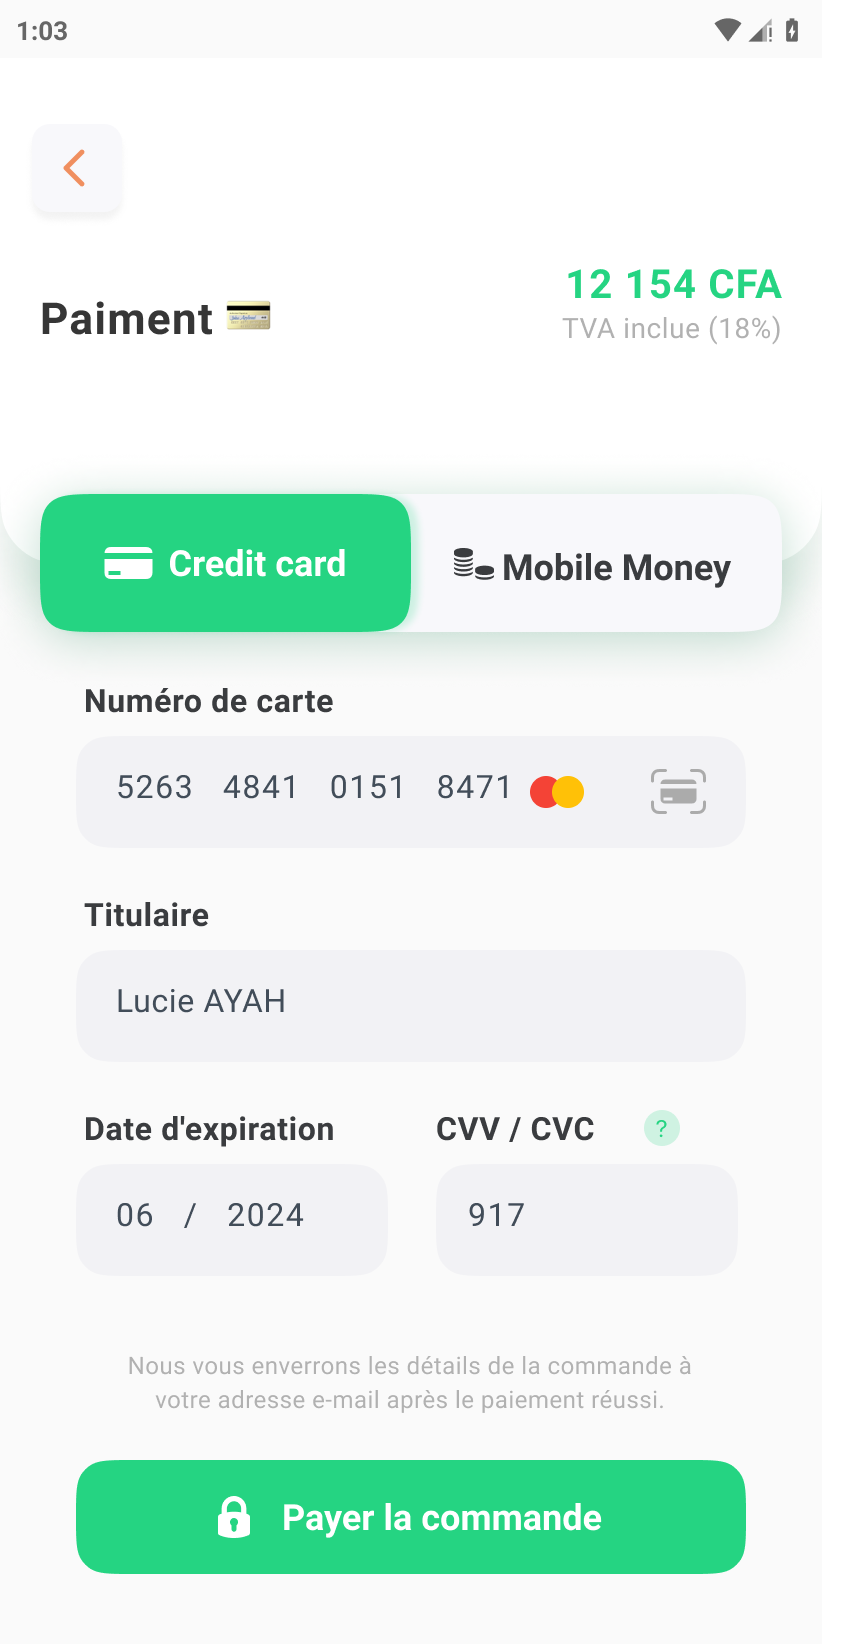 1:03
12 154 CFA
Paiment
TVA inclue (18%)
Credit card
Mobile Money
Numéro de carte
5263 4841 0151 8471
Titulaire
Lucie AYAH
Date d'expiration
CVV / CVC
?
06 / 2024
917
Nous vous enverrons les détails de la commande à
votre adresse e-mail après le paiement réussi.
Payer la commande